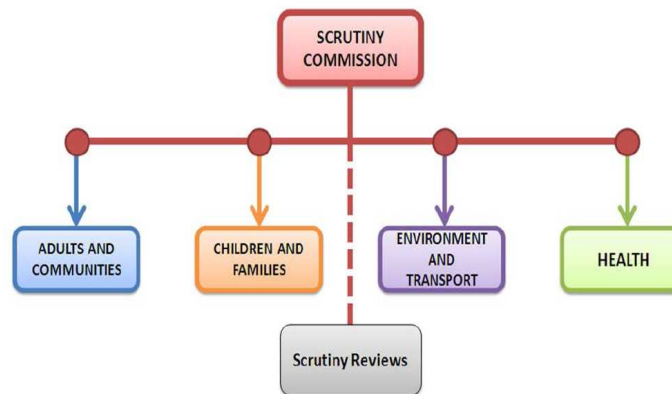 SCRUTINY
COMMISSION
ADULTS AND
COMMUNITIES
CHILDREN AND
FAMILIES
ENVIRONMENT
AND
TRANSPORT
HEALTH
Scrutiny Reviews